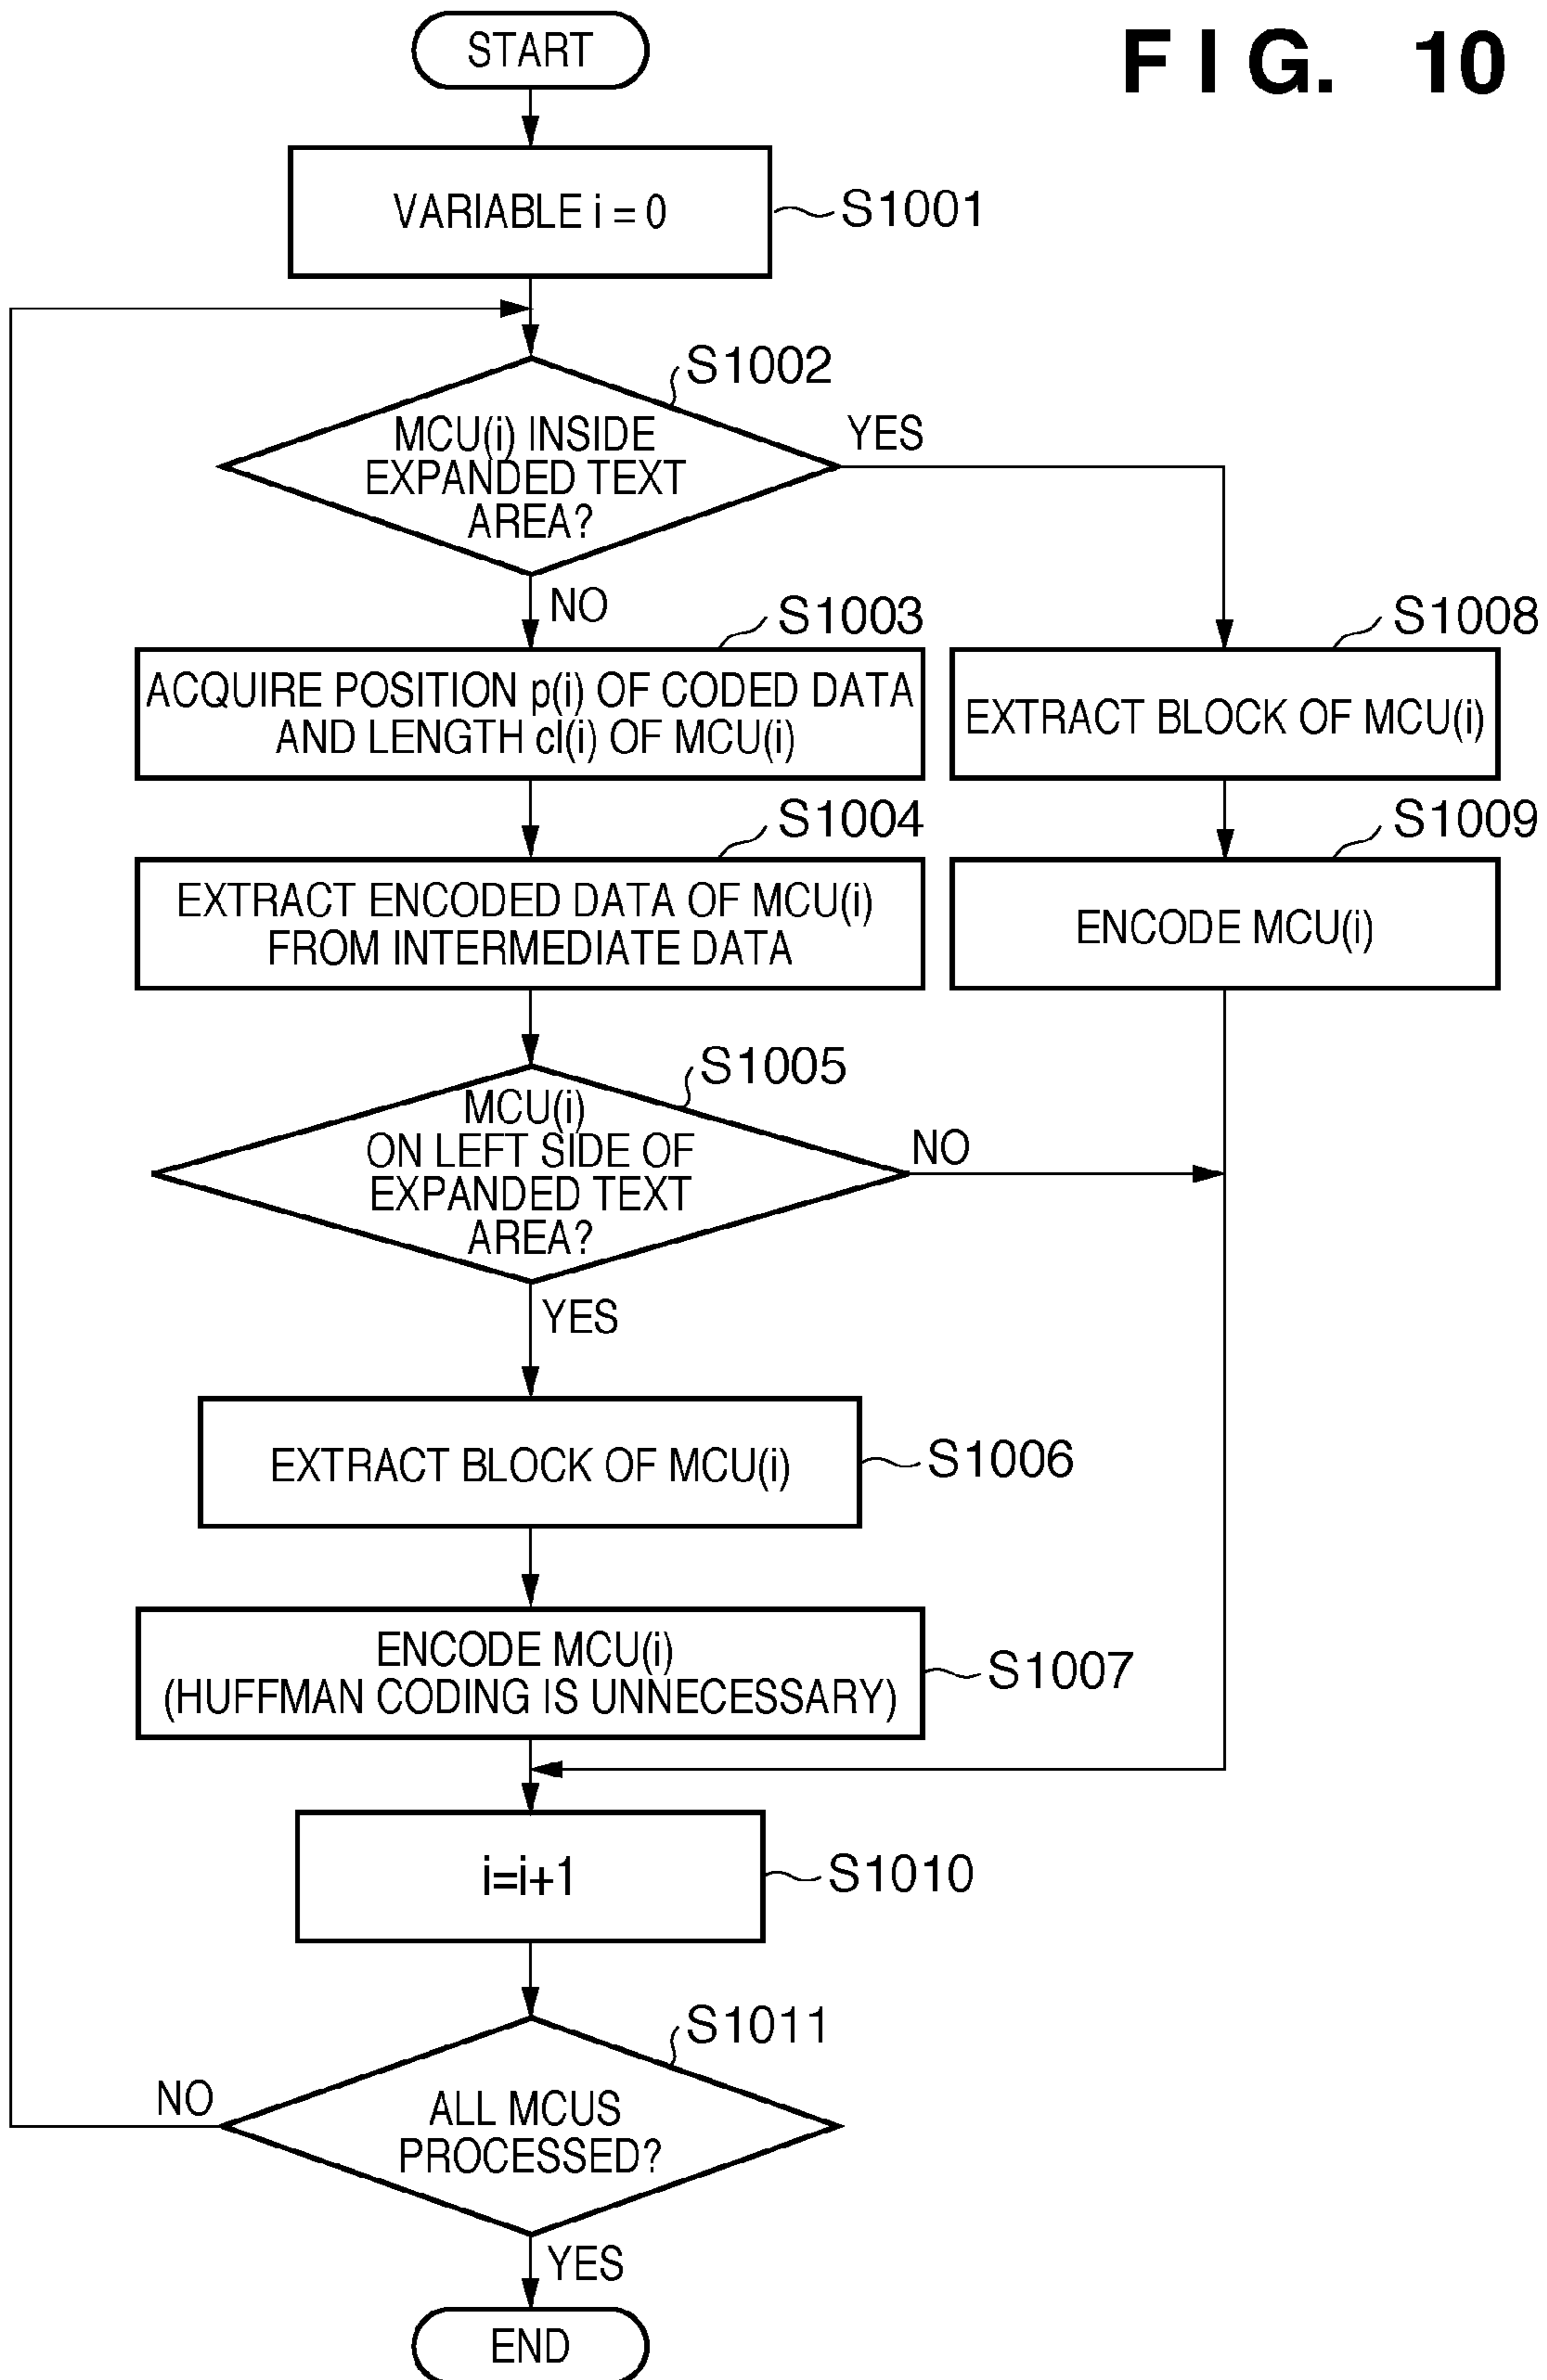 FIG. 10
START
VARIABLE i = 0
S1001
S1002
MCU(i) INSIDE
EXPANDED TEXT
AREA?
YES
NO
S1003
ACQUIRE POSITION p(i) OF CODED DATA
AND LENGTH cl(i) OF MCU(i)
S1008
EXTRACT BLOCK OF MCU(i)
S1004
EXTRACT ENCODED DATA OF MCU(i)
FROM INTERMEDIATE DATA
S1009
ENCODE MCU(i)
S1005
MCU(i)
ON LEFT SIDE OF
EXPANDED TEXT
AREA?
NO
YES
EXTRACT BLOCK OF MCU(i)
S1006
ENCODE MCU(i)
(HUFFMAN CODING IS UNNECESSARY)
S1007
i=i+1
S1010
S1011
ALL MCUS
PROCESSED?
NO
YES
END